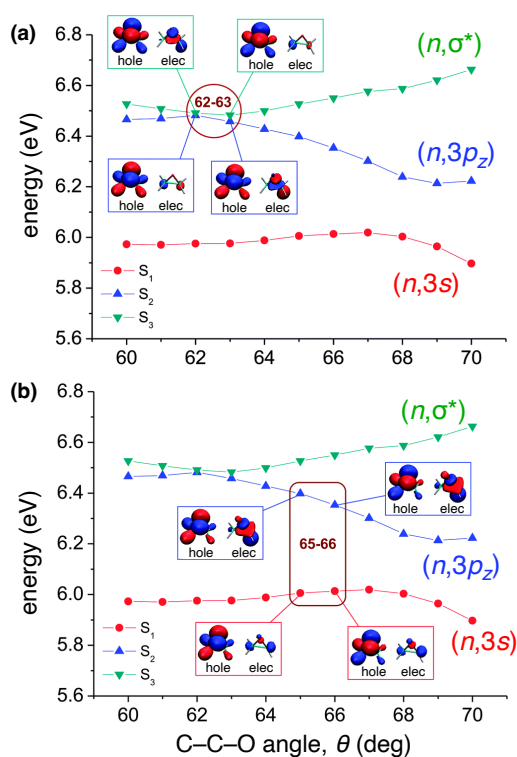 (a)
hole elec
hole elec
(n,σ*)
6.8
6.6
6.4
6.2
6.0
5.8
5.6
energy (eV)
62-63
hole elec
hole elec
(n,3pz)
(n,3s)
S1
S2
S3
60 62 64 66 68 70
(b)
(n,σ*)
6.8
6.6
6.4
6.2
6.0
5.8
5.6
energy (eV)
hole elec
hole elec
65-66
(n,3pz)
hole elec
hole elec
(n,3s)
S1
S2
S3
60 62 64 66 68 70
C–C–O angle, θ (deg)